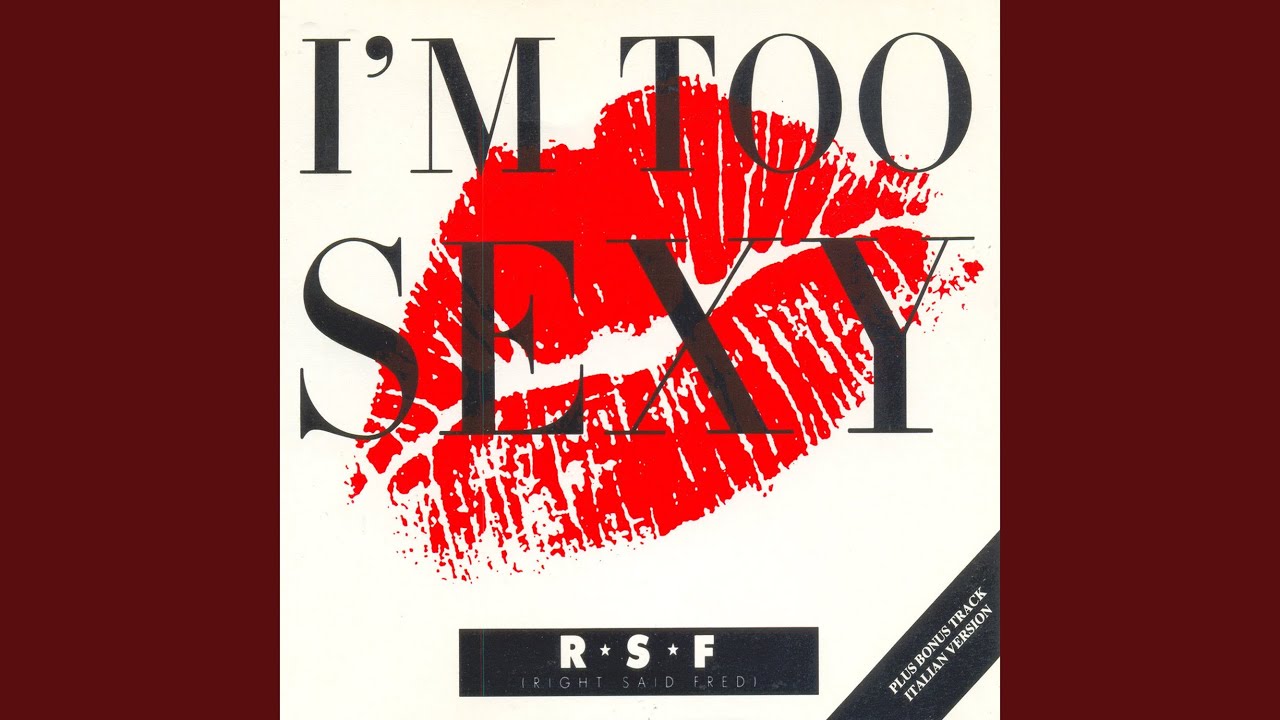 I'M TOO
SEXY
R★S★F
(RIGHT SAID FRED)
PLUS BONUS TRACK
ITALIAN VERSION